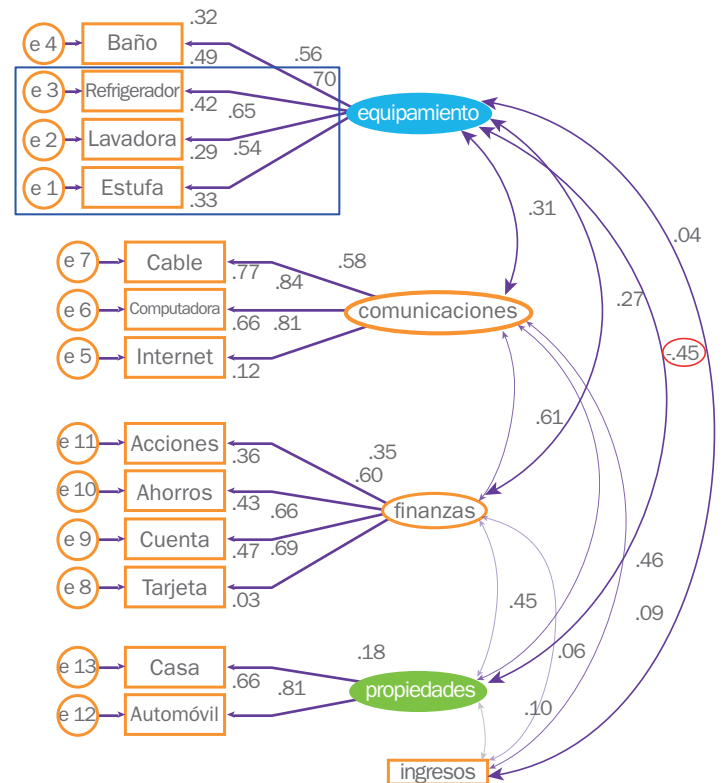 .32
e 4 Baño .56
.49
e 3 Refrigerador .70
.42 .65
e 2 Lavadora equipamiento
.29 .54
e 1 Estufa
.33
.31
.04
e 7 Cable .58
.77 .84
.27
e 6 Computadora comunicaciones
.66 .81
e 5 Internet -.45
.12
.61
e 11 Acciones .35
.36 .60
e 10 Ahorros
.43 .66 finanzas
e 9 Cuenta
.47 .69
.46
e 8 Tarjeta .45
.03 .09
.06
.18
e 13 Casa
.66 .81 propiedades
e 12 Automóvil .10
ingresos